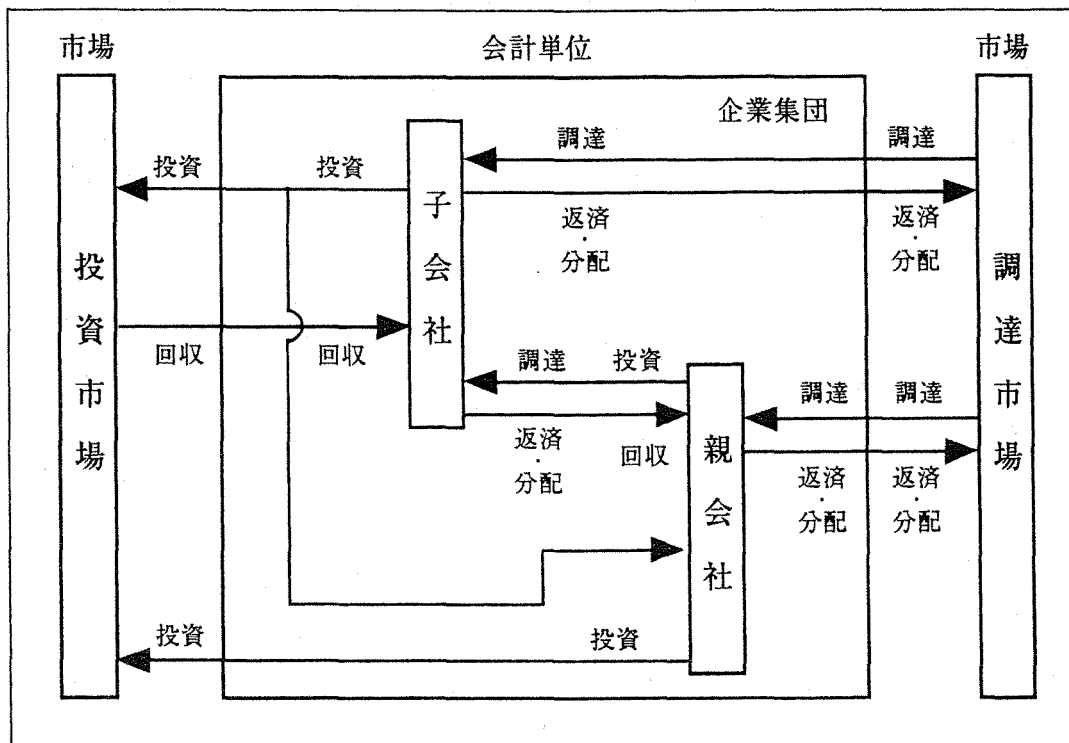 市場
会計単位
市場
企業集団
投資
投資
調達
調達
返済・分配
返済・分配
子会社
投資市場
調達市場
回収
回収
調達
投資
調達
調達
返済・分配
回収
親会社
返済・分配
返済・分配
投資
投資